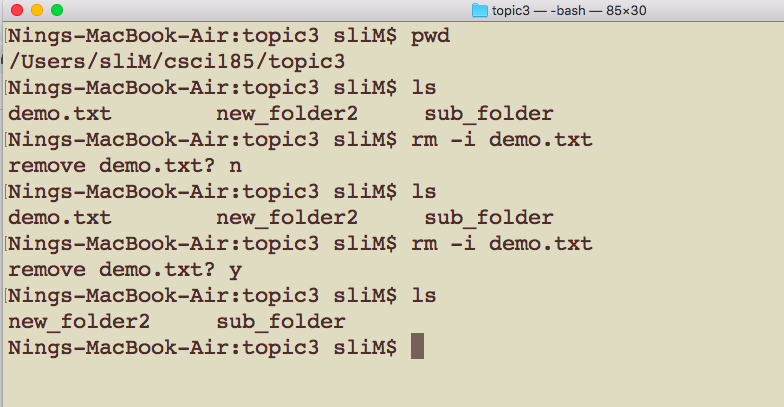 topic3 — -bash — 85×30
Nings-MacBook-Air:topic3 sliM$ pwd
/Users/sliM/csci185/topic3
Nings-MacBook-Air:topic3 sliM$ ls
demo.txt new_folder2 sub_folder
Nings-MacBook-Air:topic3 sliM$ rm -i demo.txt
remove demo.txt? n
Nings-MacBook-Air:topic3 sliM$ ls
demo.txt new_folder2 sub_folder
Nings-MacBook-Air:topic3 sliM$ rm -i demo.txt
remove demo.txt? y
Nings-MacBook-Air:topic3 sliM$ ls
new_folder2 sub_folder
Nings-MacBook-Air:topic3 sliM$